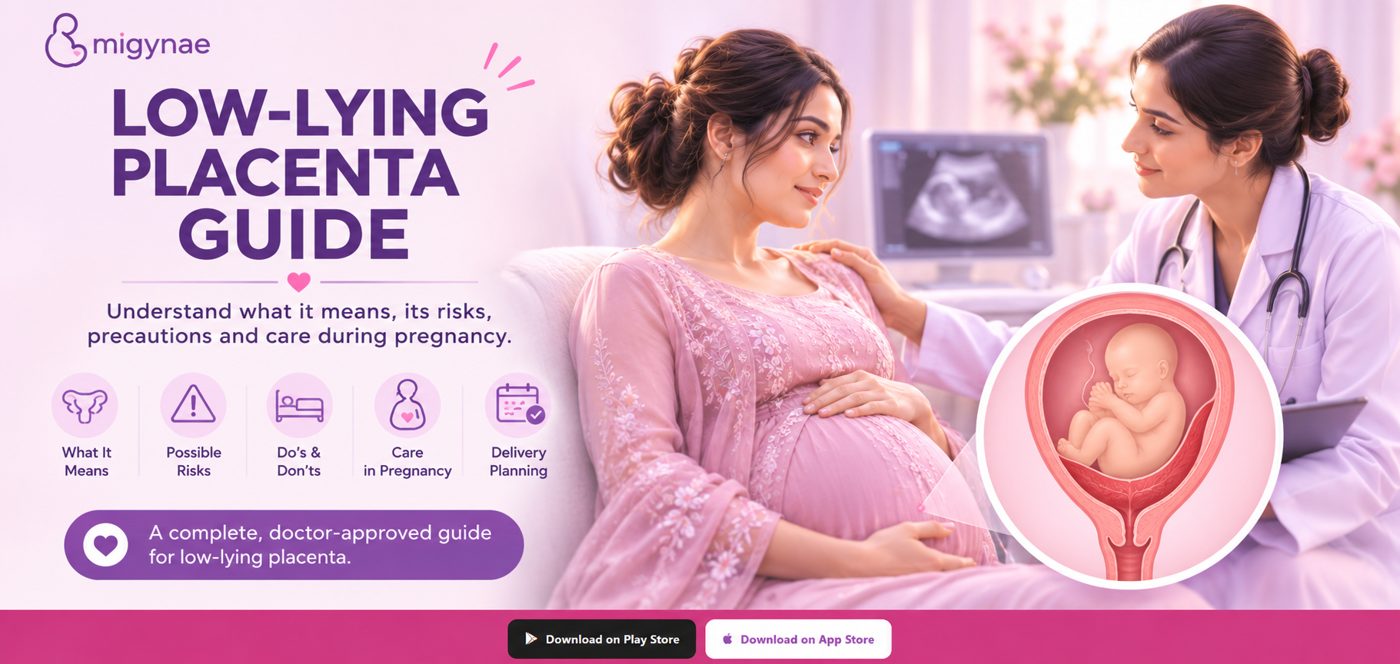 migynae
LOW-LYING
PLACENTA
GUIDE
Understand what it means, its risks,
precautions and care during pregnancy.
What It
Means
Possible
Risks
Do's &
Don'ts
Care
in Pregnancy
Delivery
Planning
A complete, doctor-approved guide
for low-lying placenta.
Download on Play Store
Download on App Store